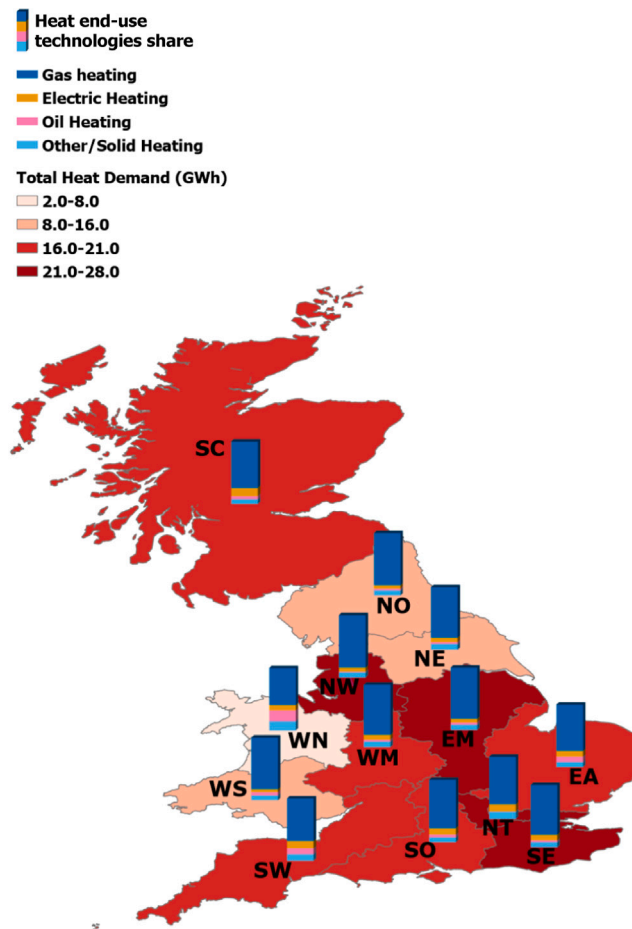 Heat end-use
technologies share
Gas heating
Electric Heating
Oil Heating
Other/Solid Heating
Total Heat Demand (GWh)
2.0-8.0
8.0-16.0
16.0-21.0
21.0-28.0
SC
NO
NE
NW
WN
WM
EM
EA
WS
NT
SO
SE
SW